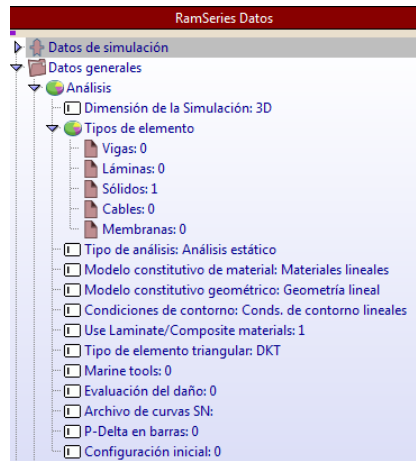 RamSeries Datos
Datos de simulación
Datos generales
Análisis
Dimensión de la Simulación: 3D
Tipos de elemento
Vigas: 0
Láminas: 0
Sólidos: 1
Cables: 0
Membranas: 0
Tipo de análisis: Análisis estático
Modelo constitutivo de material: Materiales lineales
Modelo constitutivo geométrico: Geometría lineal
Condiciones de contorno: Conds. de contorno lineales
Use Laminate/Composite materials: 1
Tipo de elemento triangular: DKT
Marine tools: 0
Evaluación del daño: 0
Archivo de curvas SN:
P-Delta en barras: 0
Configuración inicial: 0